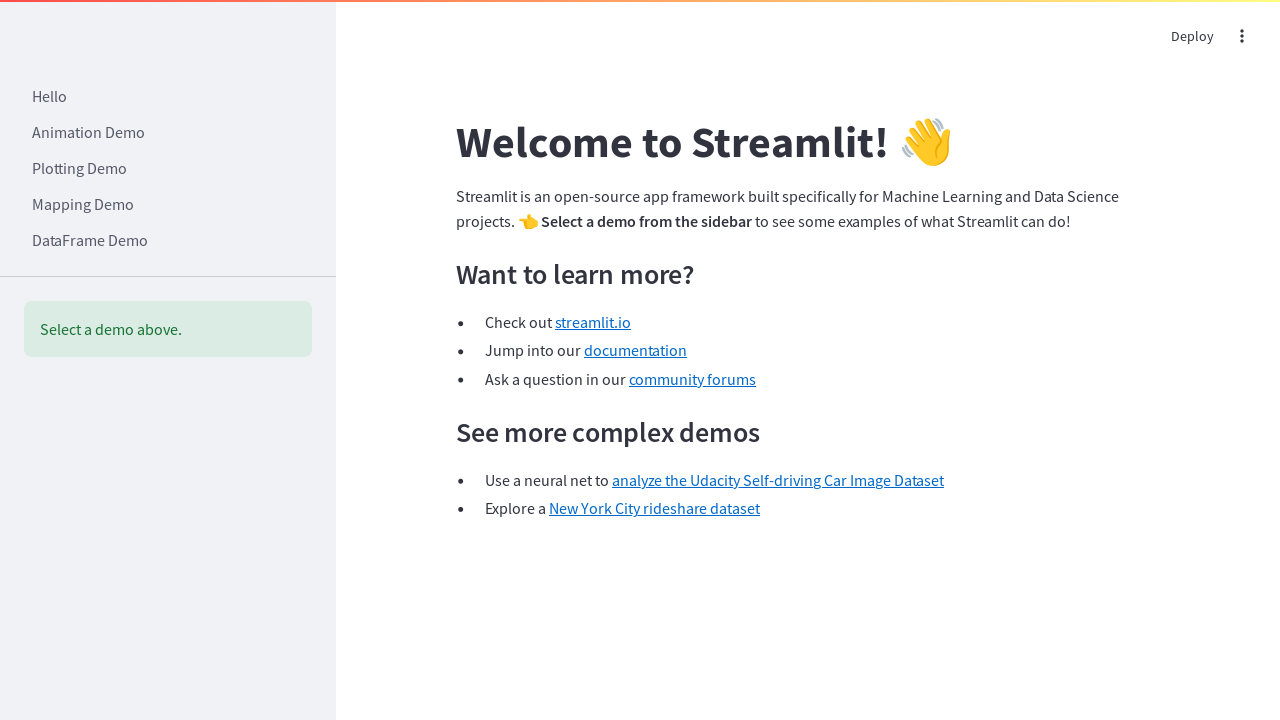 Deploy
Hello
Animation Demo
Plotting Demo
Mapping Demo
DataFrame Demo
Select a demo above.
Welcome to Streamlit! 👋
Streamlit is an open-source app framework built specifically for Machine Learning and Data Science
projects. 👈 Select a demo from the sidebar to see some examples of what Streamlit can do!
Want to learn more?
• Check out streamlit.io
• Jump into our documentation
• Ask a question in our community forums
See more complex demos
• Use a neural net to analyze the Udacity Self-driving Car Image Dataset
• Explore a New York City rideshare dataset